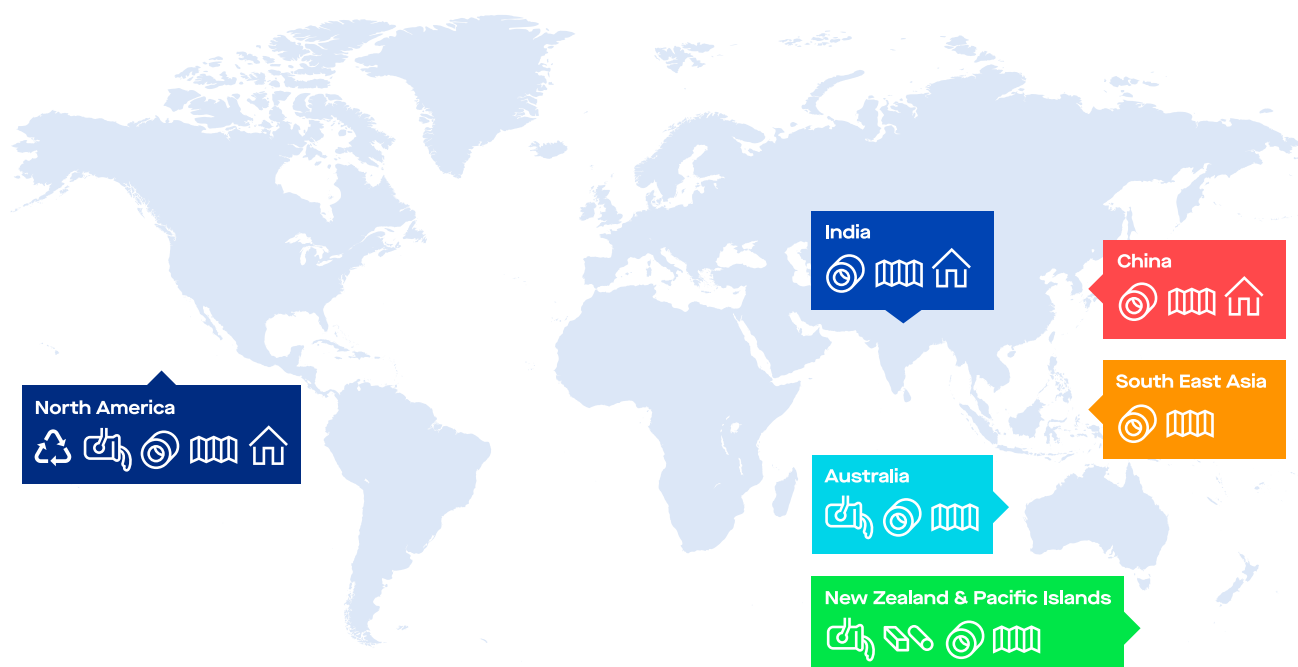 India
China
North America
South East Asia
Australia
New Zealand & Pacific Islands